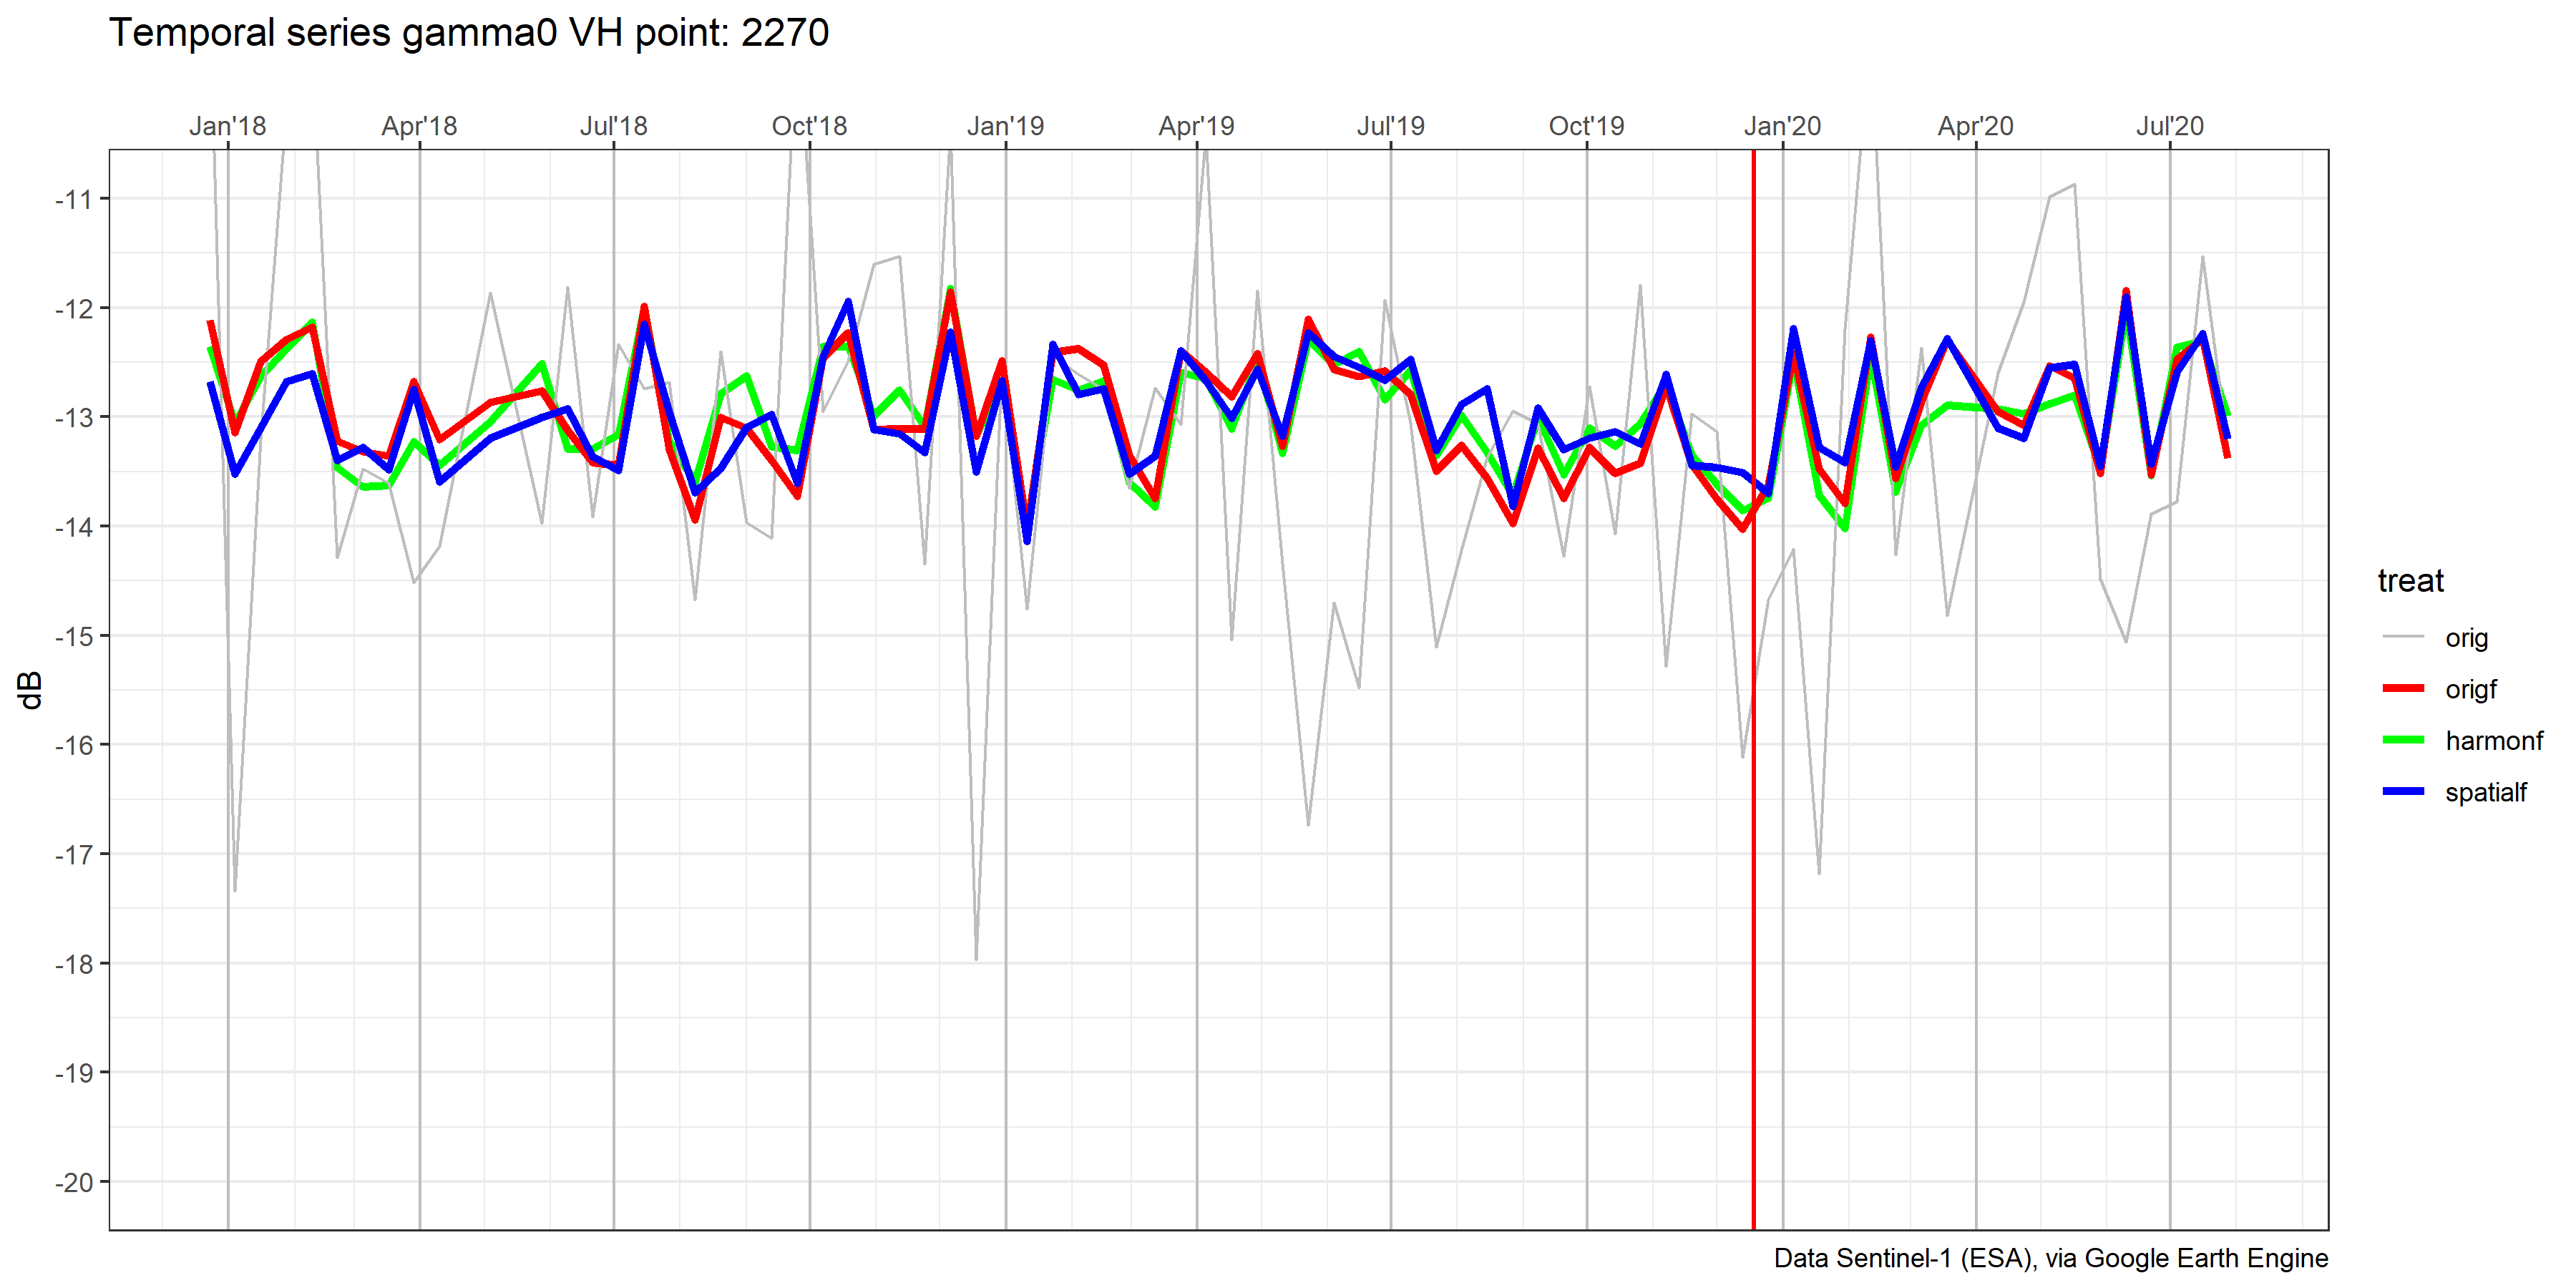 Temporal series gamma0 VH point: 2270
Jan'18 Apr'18 Jul'18 Oct'18 Jan'19 Apr'19 Jul'19 Oct'19 Jan'20 Apr'20 Jul'20
-11
-12
-13
-14
-15
-16
-17
-18
-19
-20
dB
treat
orig
origf
harmonf
spatialf
Data Sentinel-1 (ESA), via Google Earth Engine